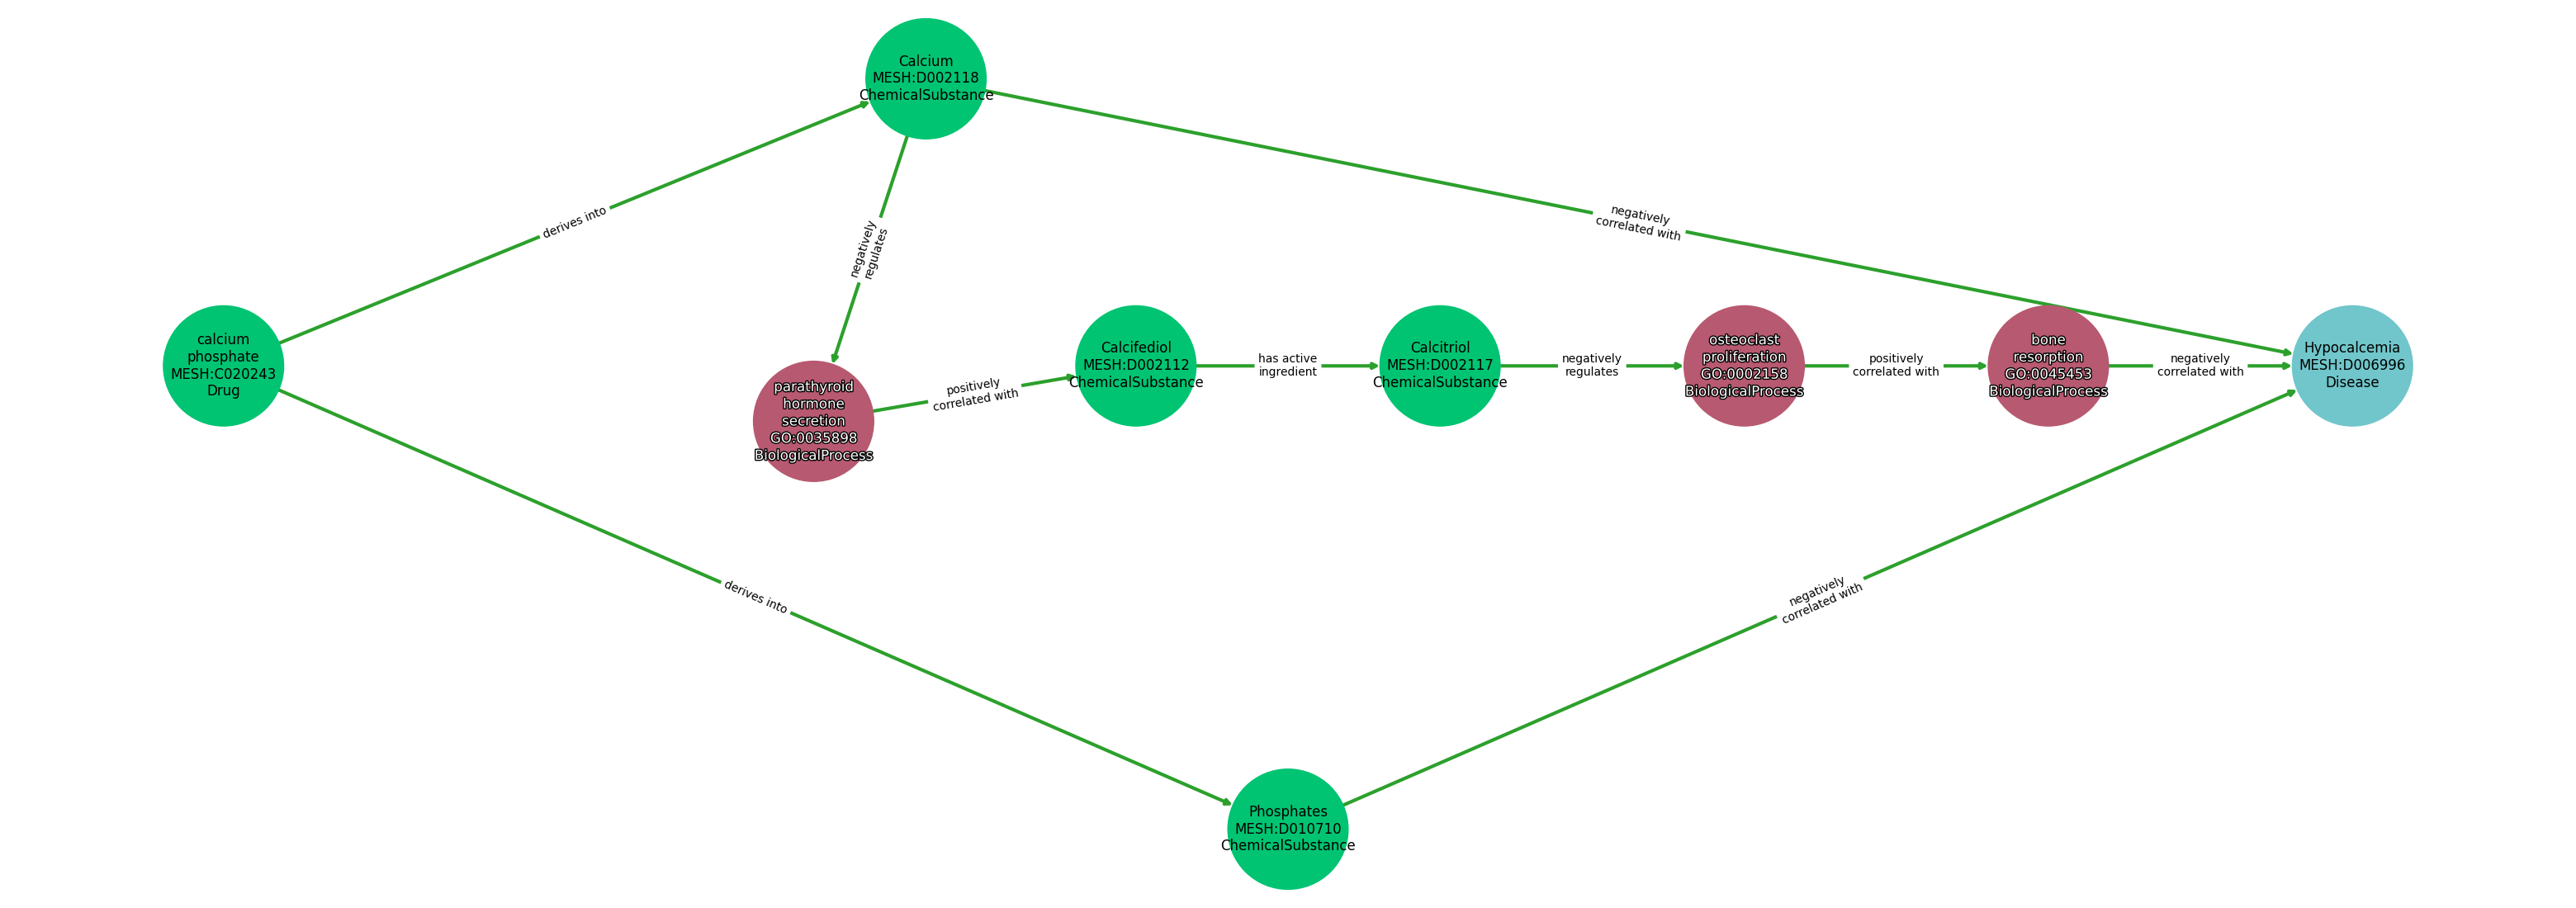 Calcium
MESH:D002118
ChemicalSubstance
derives into
negatively
correlated with
negatively
regulates
calcium
phosphate
MESH:C020243
Drug
parathyroid
hormone
secretion
GO:0035898
BiologicalProcess
positively
correlated with
Calcifediol
MESH:D002112
ChemicalSubstance
has active
ingredient
Calcitriol
MESH:D002117
ChemicalSubstance
negatively
regulates
osteoclast
proliferation
GO:0002158
BiologicalProcess
positively
correlated with
bone
resorption
GO:0045453
BiologicalProcess
negatively
correlated with
Hypocalcemia
MESH:D006996
Disease
derives into
negatively
correlated with
Phosphates
MESH:D010710
ChemicalSubstance